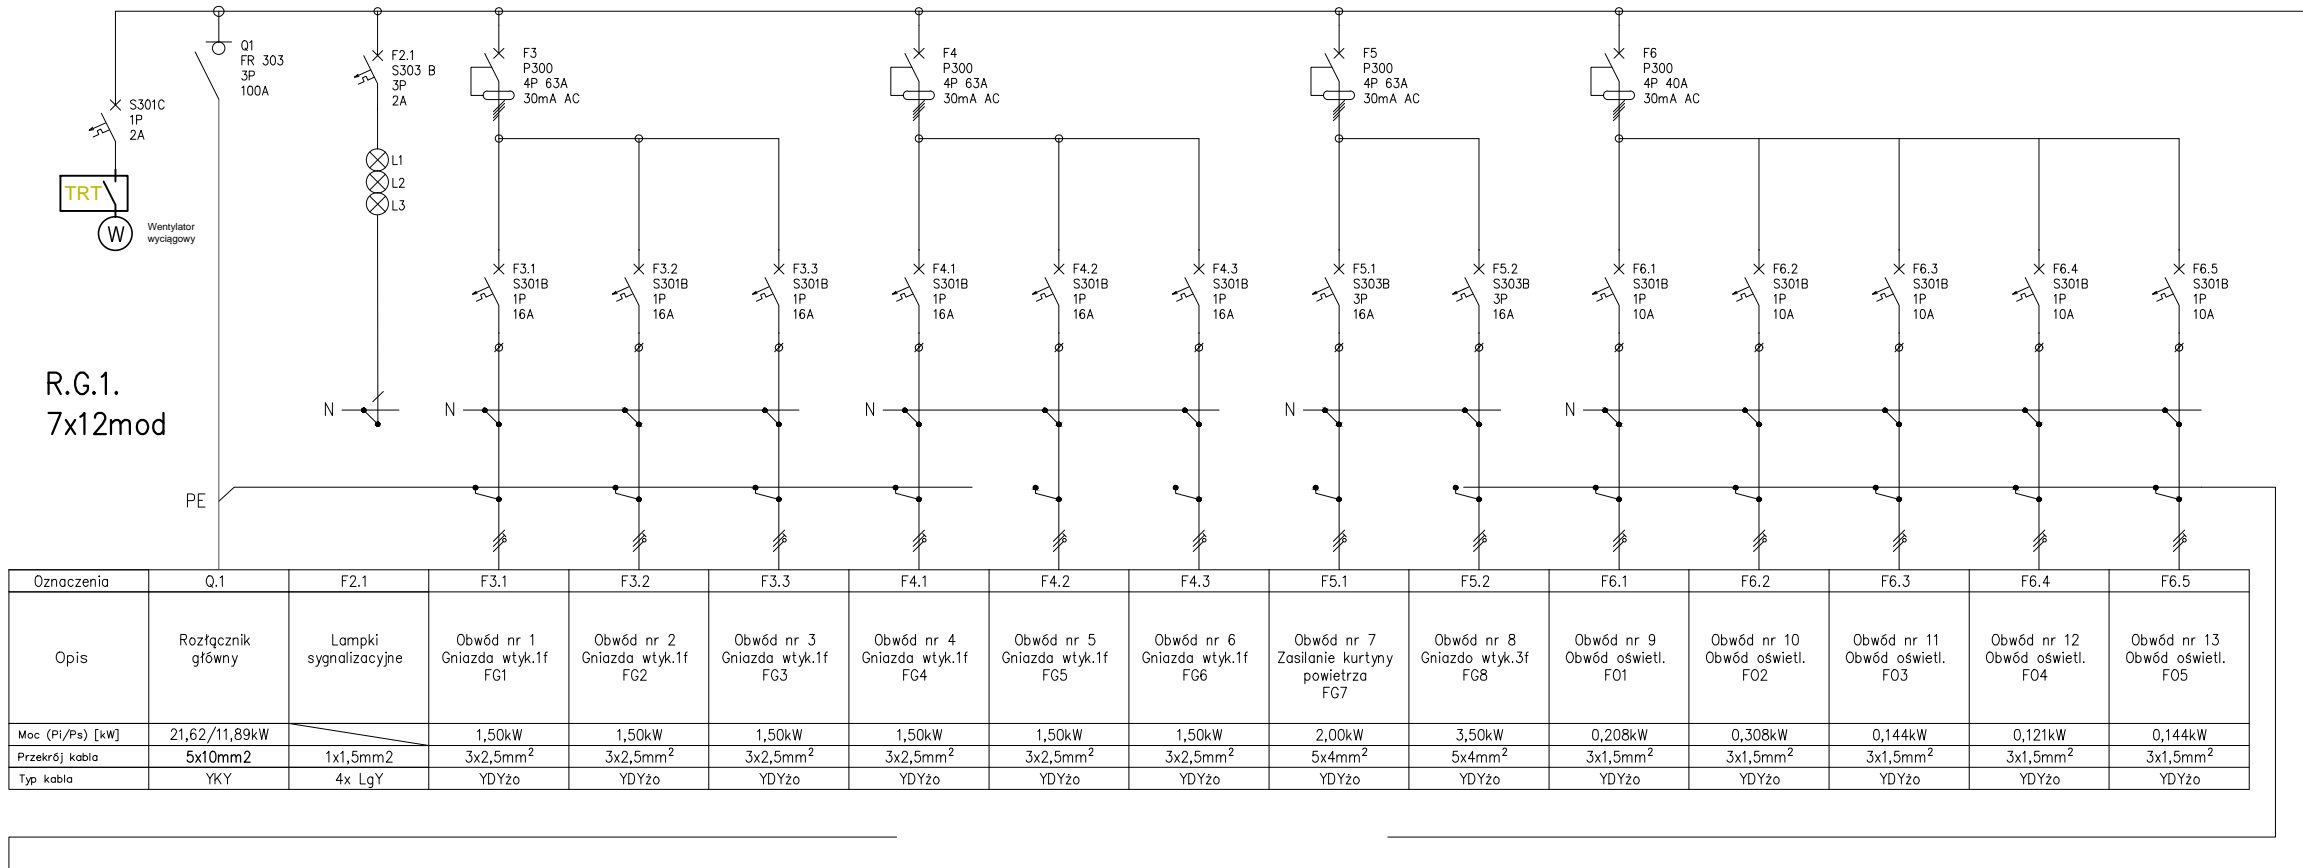 Q1
FR 303
3P
100A
F2.1
S303 B
3P
2A
F3
P300
4P 63A
30mA AC
F4
P300
4P 63A
30mA AC
F5
P300
4P 63A
30mA AC
F6
P300
4P 40A
30mA AC
S301C
1P
2A
TRT
W
Wentylator
wyciągowy
L1
L2
L3
F3.1
S301B
1P
16A
F3.2
S301B
1P
16A
F3.3
S301B
1P
16A
F4.1
S301B
1P
16A
F4.2
S301B
1P
16A
F4.3
S301B
1P
16A
F5.1
S303B
3P
16A
F5.2
S303B
3P
16A
F6.1
S301B
1P
10A
F6.2
S301B
1P
10A
F6.3
S301B
1P
10A
F6.4
S301B
1P
10A
F6.5
S301B
1P
10A
R.G.1.
7x12mod
N N N N N
PE
Oznaczenia Q.1 F2.1 F3.1 F3.2 F3.3 F4.1 F4.2 F4.3 F5.1 F5.2 F6.1 F6.2 F6.3 F6.4 F6.5
Opis
Rozłącznik
główny
Lampki
sygnalizacyjne
Obwód nr 1
Gniazda wtyk.1f
FG1
Obwód nr 2
Gniazda wtyk.1f
FG2
Obwód nr 3
Gniazda wtyk.1f
FG3
Obwód nr 4
Gniazda wtyk.1f
FG4
Obwód nr 5
Gniazda wtyk.1f
FG5
Obwód nr 6
Gniazda wtyk.1f
FG6
Obwód nr 7
Zasilanie kurtyny
powietrza
FG7
Obwód nr 8
Gniazdo wtyk.3f
FG8
Obwód nr 9
Obwód oświetl.
FO1
Obwód nr 10
Obwód oświetl.
FO2
Obwód nr 11
Obwód oświetl.
FO3
Obwód nr 12
Obwód oświetl.
FO4
Obwód nr 13
Obwód oświetl.
FO5
Moc (Pi/Ps) [kW] 21,62/11,89kW 1,50kW 1,50kW 1,50kW 1,50kW 1,50kW 1,50kW 2,00kW 3,50kW 0,208kW 0,308kW 0,144kW 0,121kW 0,144kW
Przekrój kabla 5x10mm2 1x1,5mm2 3x2,5mm² 3x2,5mm² 3x2,5mm² 3x2,5mm² 3x2,5mm² 3x2,5mm² 5x4mm² 5x4mm² 3x1,5mm² 3x1,5mm² 3x1,5mm² 3x1,5mm² 3x1,5mm²
Typ kabla YKY 4x LgY YDYżo YDYżo YDYżo YDYżo YDYżo YDYżo YDYżo YDYżo YDYżo YDYżo YDYżo YDYżo YDYżo